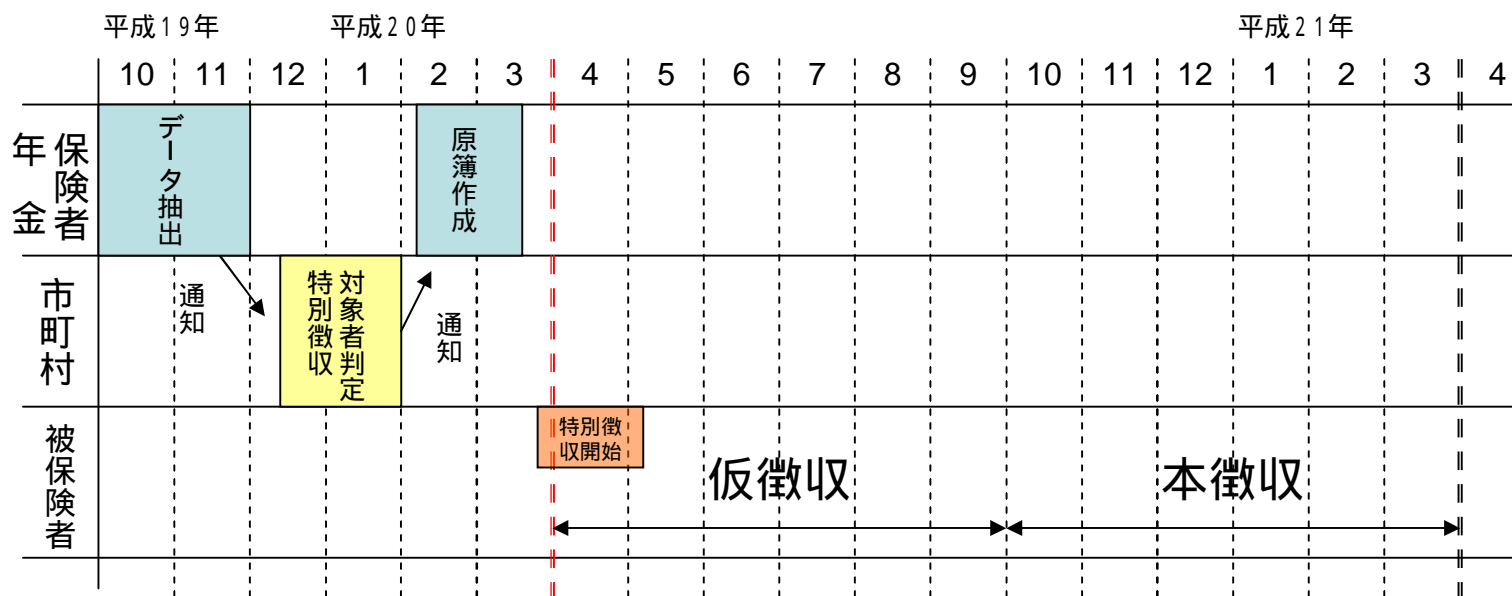 平成19年
平成20年
平成21年
10 11 12 1 2 3 4 5 6 7 8 9 10 11 12 1 2 3 4
年金
保険者
データ抽出
原簿作成
市町村
通知
特別徴収
対象者判定
通知
被保険者
特別徴
収開始
仮徴収
本徴収